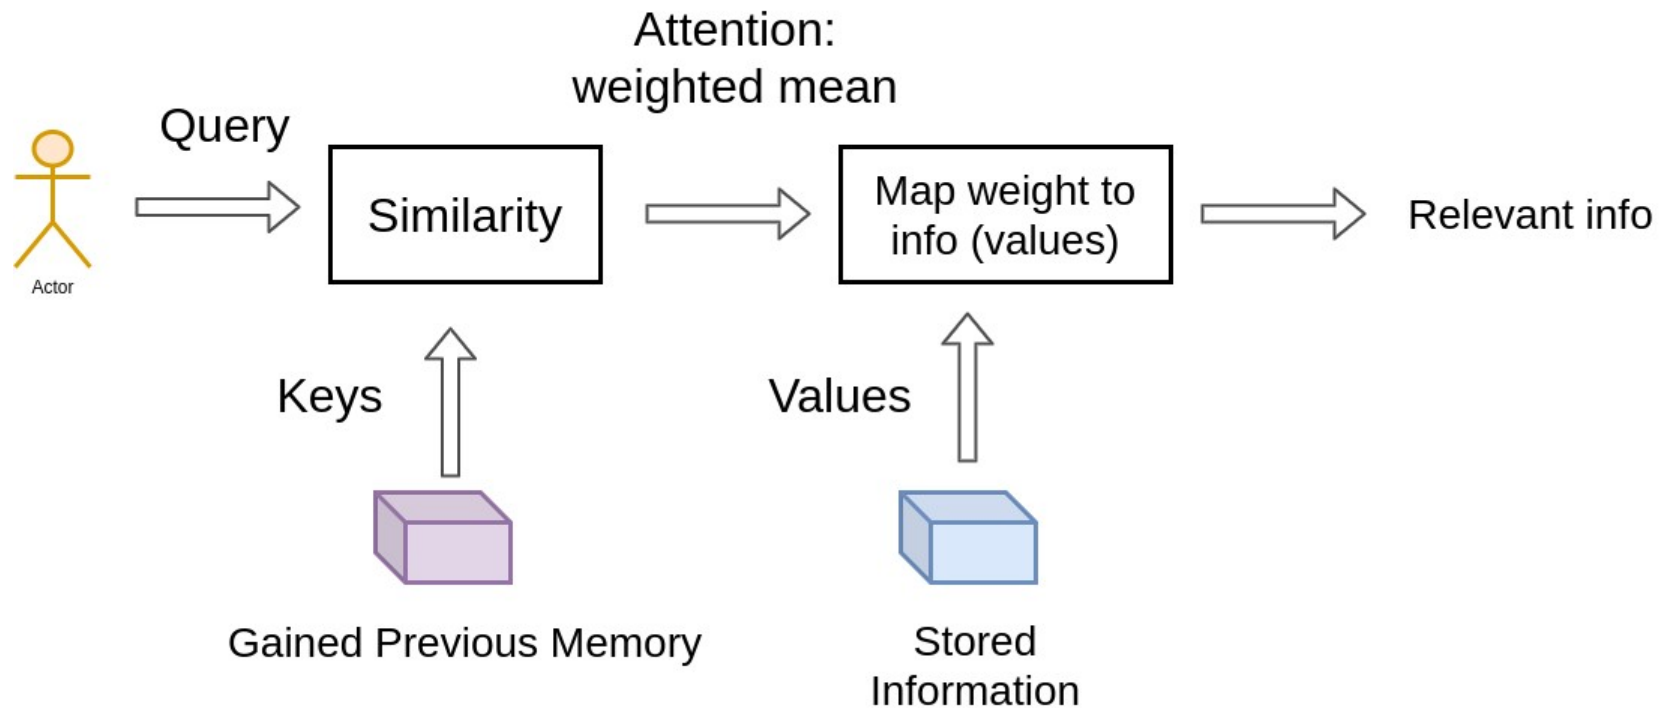 Attention:
weighted mean
Query
Similarity
Map weight to
info (values)
Relevant info
Actor
Keys
Values
Gained Previous Memory
Stored
Information